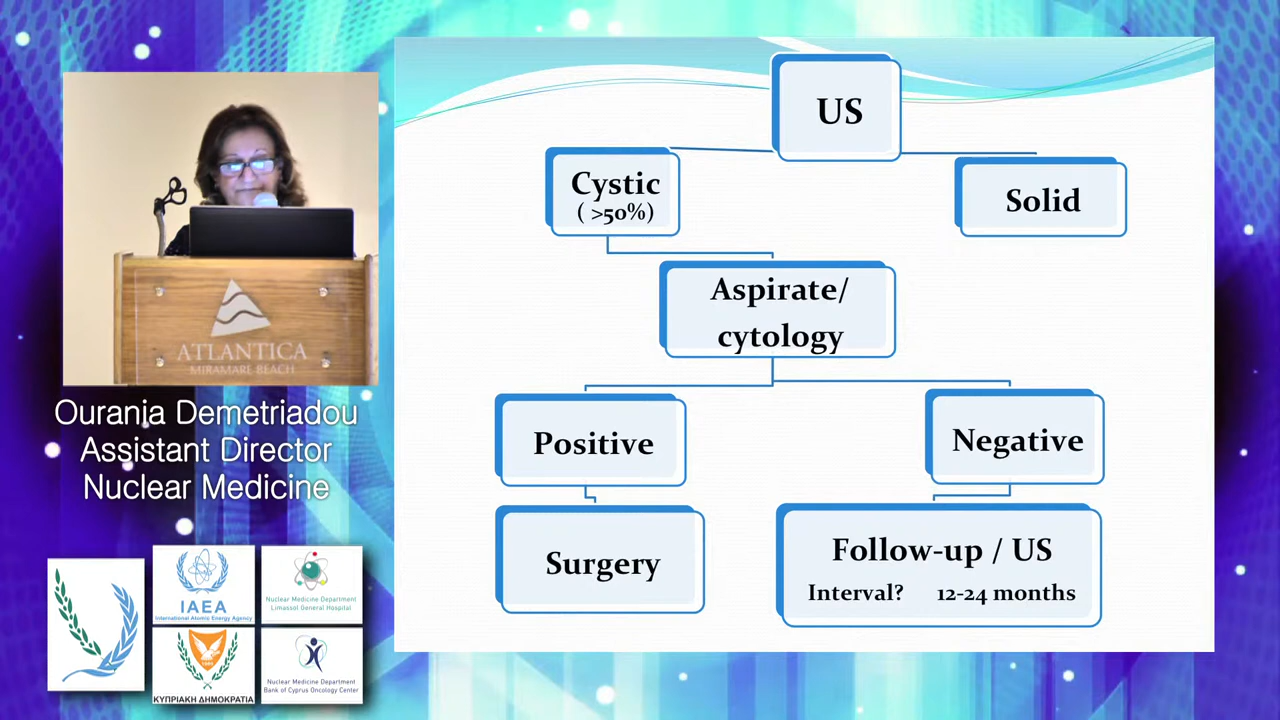 US
Cystic
( >50%)
Solid
Aspirate/
cytology
Positive
Negative
Surgery
Follow-up / US
Interval? 12-24 months
ATLANTICA
MIRAMARE BEACH
Ourania Demetriadou
Assistant Director
Nuclear Medicine
IAEA
International Atomic Energy Agency
Nuclear Medicine Department
Limassol General Hospital
ΚΥΠΡΙΑΚΗ ΔΗΜΟΚΡΑΤΙΑ
Nuclear Medicine Department
Bank of Cyprus Oncology Center